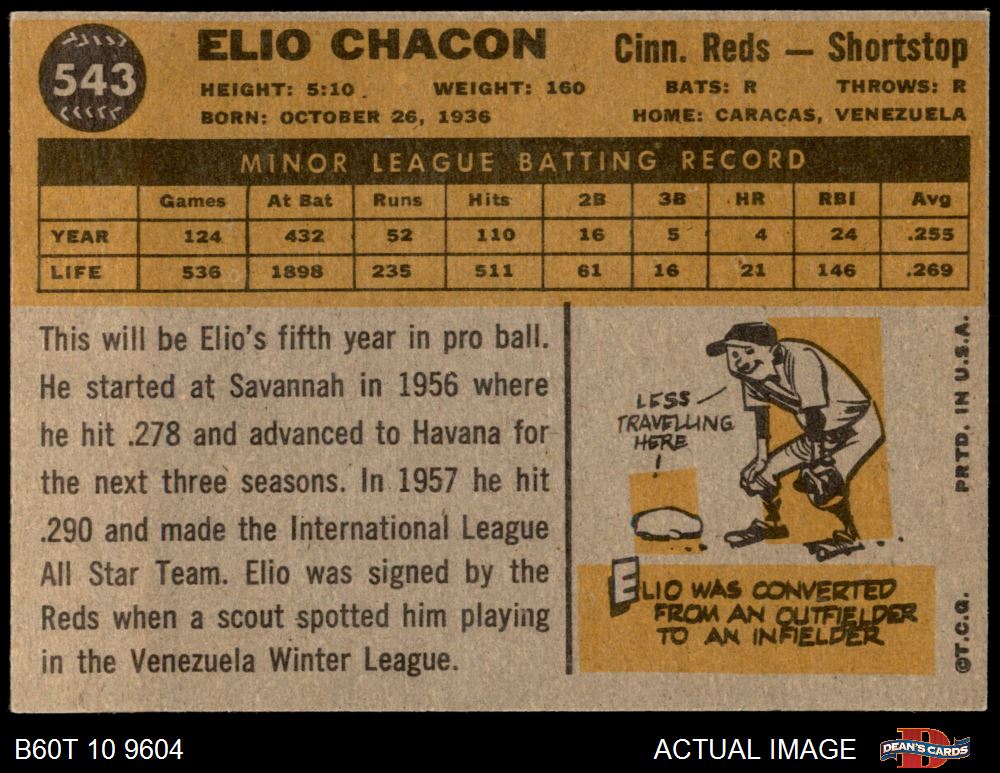 543
ELIO CHACON
Cinn. Reds — Shortstop
HEIGHT: 5:10 WEIGHT: 160 BATS: R THROWS: R
BORN: OCTOBER 26, 1936 HOME: CARACAS, VENEZUELA
MINOR LEAGUE BATTING RECORD
Games At Bat Runs Hits 2B 3B HR RBI Avg
YEAR 124 432 52 110 16 5 4 24 .255
LIFE 536 1898 235 511 61 16 21 146 .269
This will be Elio's fifth year in pro ball.
He started at Savannah in 1956 where
he hit .278 and advanced to Havana for
the next three seasons. In 1957 he hit
.290 and made the International League
All Star Team. Elio was signed by the
Reds when a scout spotted him playing
in the Venezuela Winter League.
LESS
TRAVELLING
HERE
ELIO WAS CONVERTED
FROM AN OUTFIELDER
TO AN INFIELDER
PRTD. IN U.S.A.
©T.C.G.
B60T 10 9604
ACTUAL IMAGE
DEAN'S CARDS